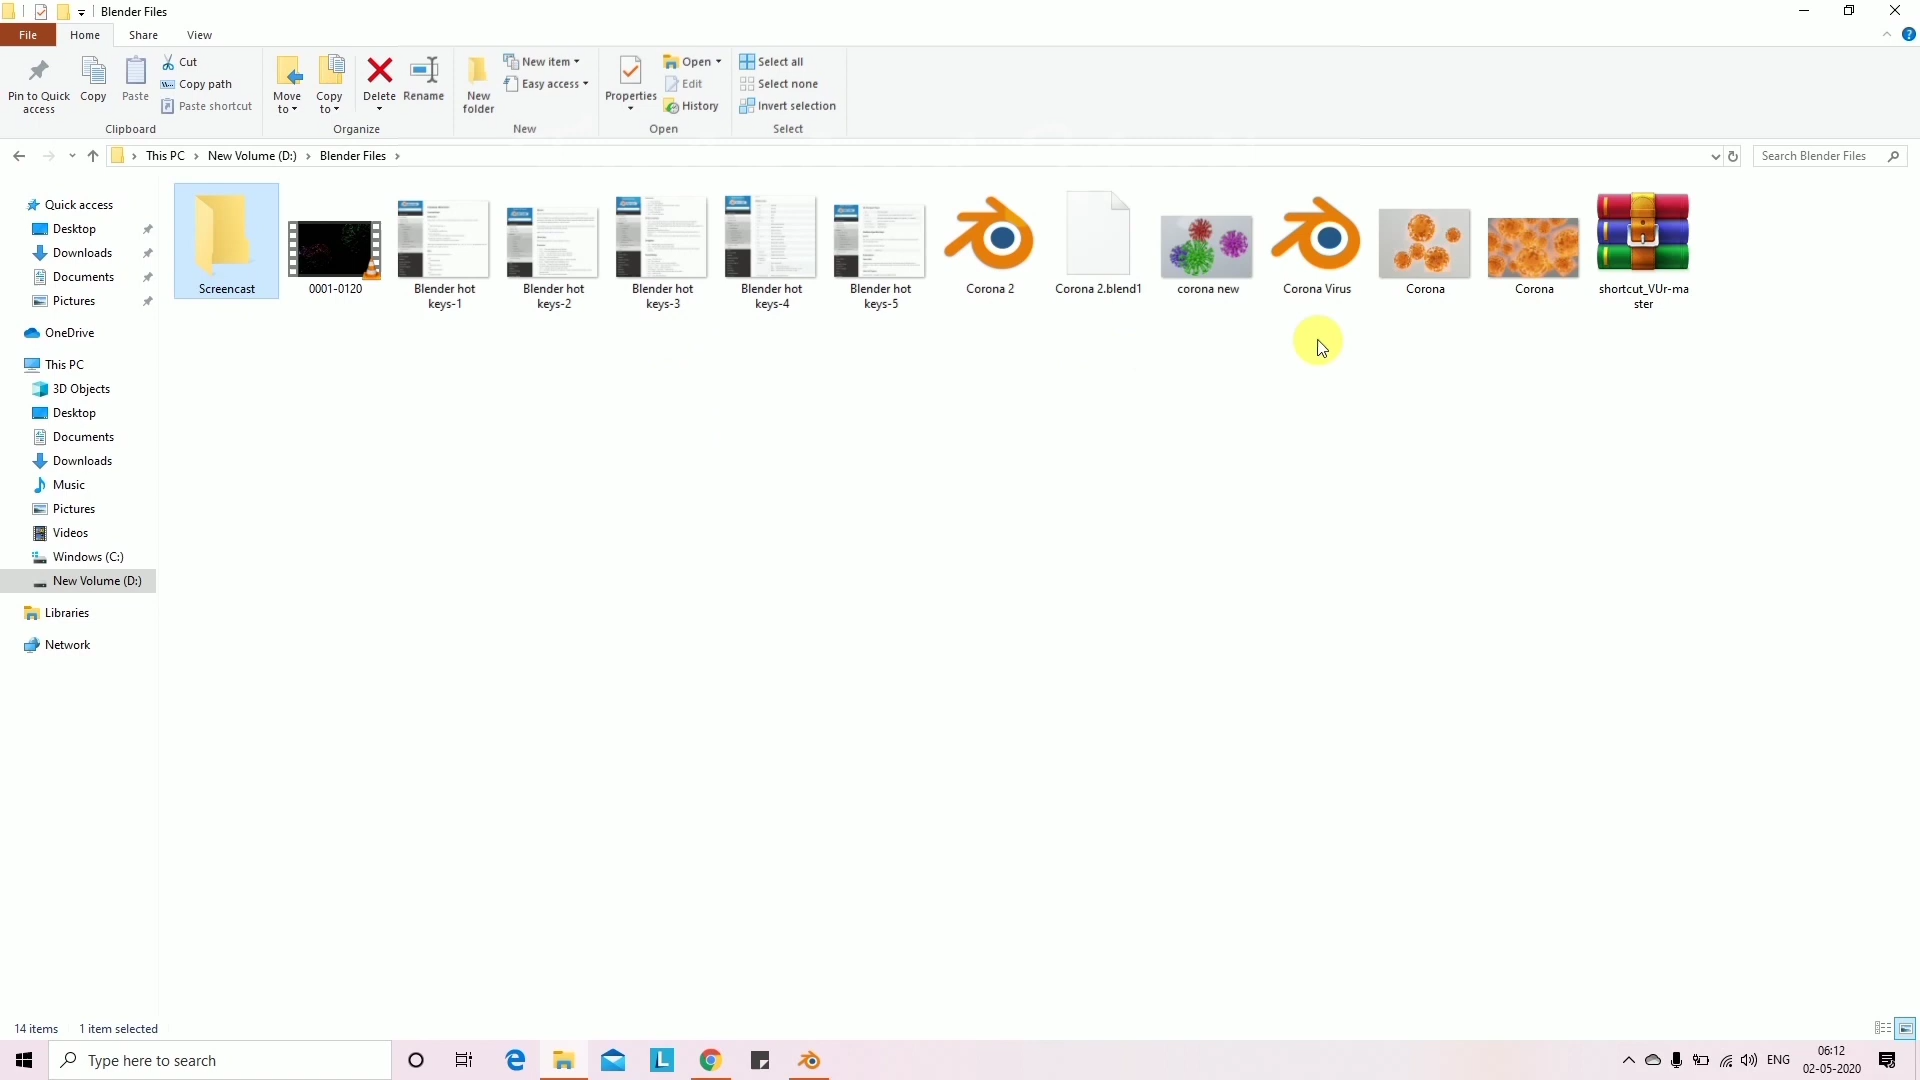 Blender Files
File Home Share View
Pin to Quick access
Copy
Paste
Cut
Copy path
Paste shortcut
Clipboard
Move to
Copy to
Delete
Rename
Organize
New folder
New item
Easy access
New
Properties
Open
Edit
History
Open
Select all
Select none
Invert selection
Select
This PC > New Volume (D:) > Blender Files >
Search Blender Files
Quick access
Desktop
Downloads
Documents
Pictures
OneDrive
This PC
3D Objects
Desktop
Documents
Downloads
Music
Pictures
Videos
Windows (C:)
New Volume (D:)
Libraries
Network
Screencast
0001-0120
Blender hot
keys-1
Blender hot
keys-2
Blender hot
keys-3
Blender hot
keys-4
Blender hot
keys-5
Corona 2
Corona 2.blend1
corona new
Corona Virus
Corona
Corona
shortcut_VUr-ma
ster
14 items 1 item selected
Type here to search
L
ENG
06:12
02-05-2020